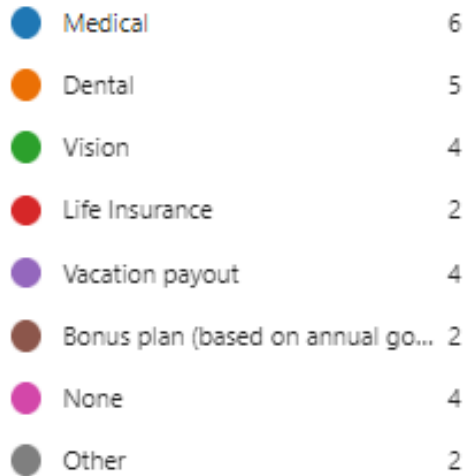 Medical 6
Dental 5
Vision 4
Life Insurance 2
Vacation payout 4
Bonus plan (based on annual go... 2
None 4
Other 2